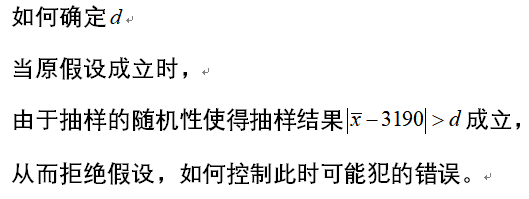 如何确定d
当原假设成立时，
由于抽样的随机性使得抽样结果|x̄−3190|>d成立，
从而拒绝假设，如何控制此时可能犯的错误。